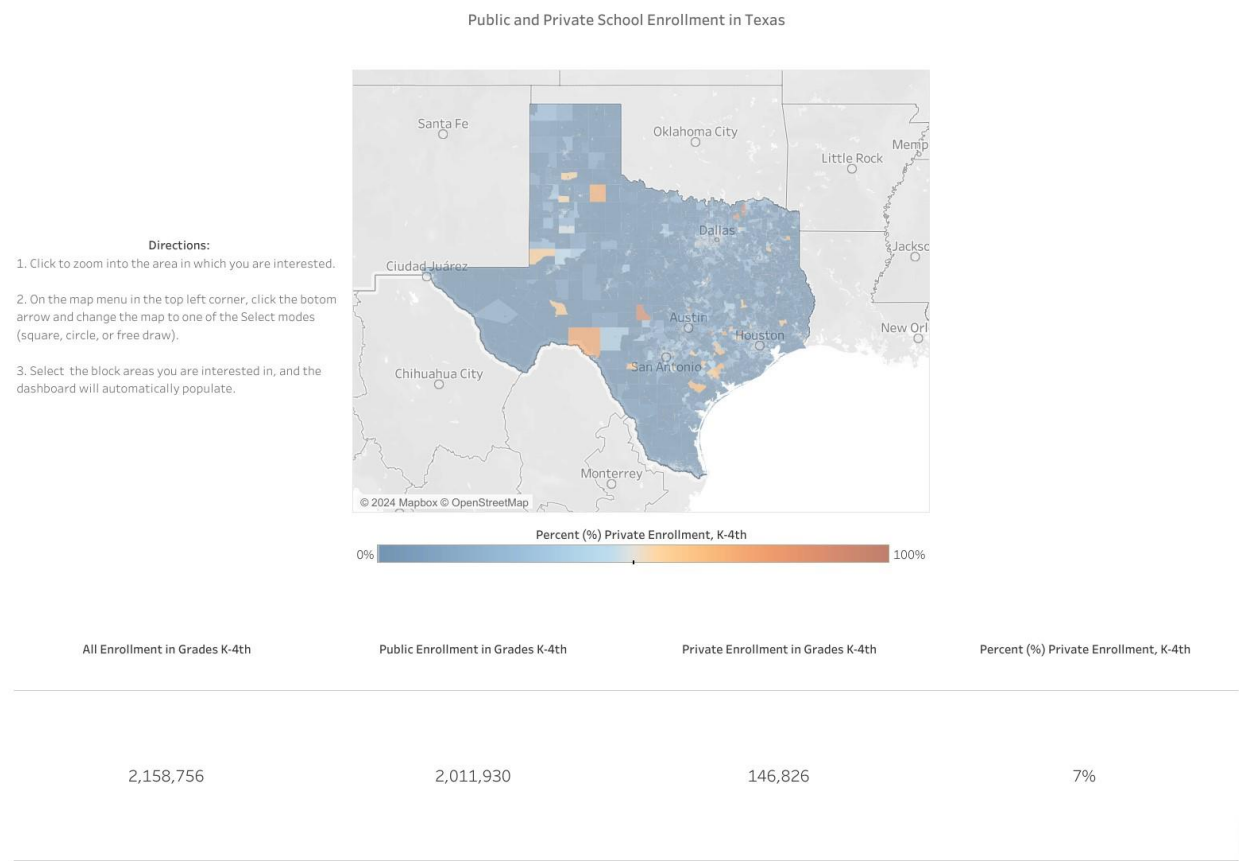 Public and Private School Enrollment in Texas
Directions:
1. Click to zoom into the area in which you are interested.
2. On the map menu in the top left corner, click the botom
arrow and change the map to one of the Select modes
(square, circle, or free draw).
3. Select the block areas you are interested in, and the
dashboard will automatically populate.
Santa Fe
Oklahoma City
Memp
Little Rock
Dallas
Jacksc
Ciudad Juárez
Austin
New Orl
Houston
San Antonio
Chihuahua City
Monterrey
© 2024 Mapbox © OpenStreetMap
Percent (%) Private Enrollment, K-4th
0% 100%
All Enrollment in Grades K-4th Public Enrollment in Grades K-4th Private Enrollment in Grades K-4th Percent (%) Private Enrollment, K-4th
2,158,756 2,011,930 146,826 7%